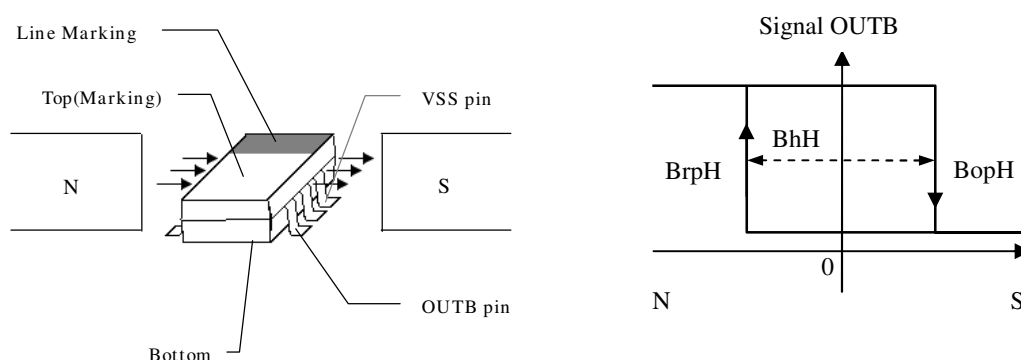 Line Marking
Top(Marking)
VSS pin
N
S
OUTB pin
Bottom
Signal OUTB
BhH
BrpH
BopH
0
N
S